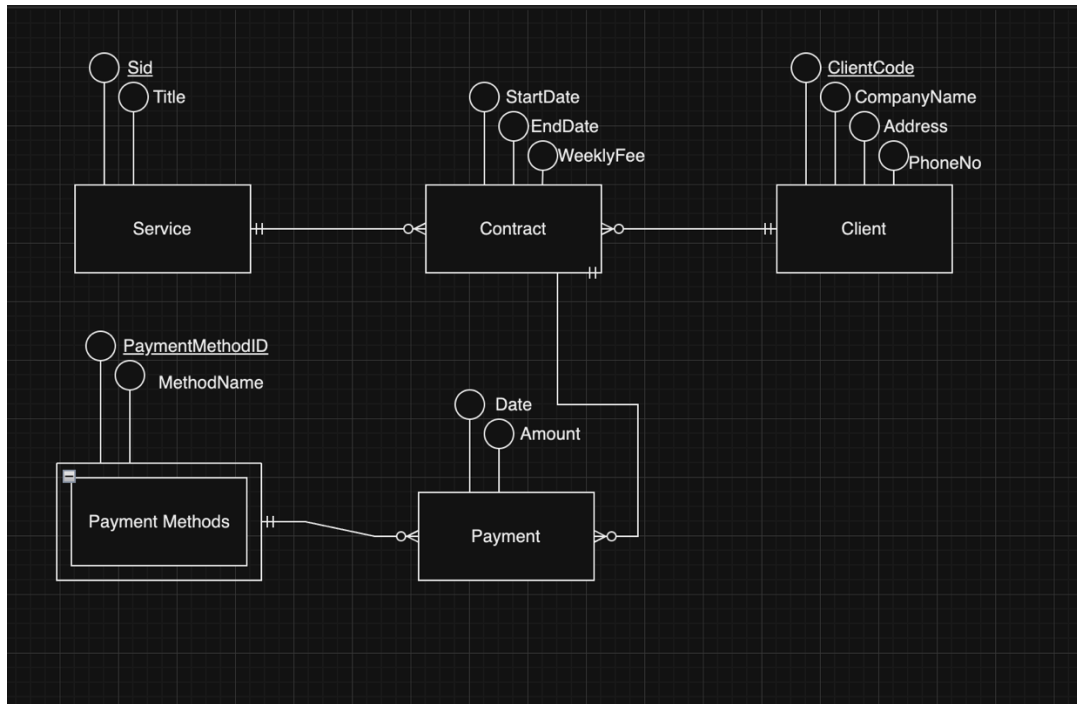 Sid
Title
StartDate
EndDate
WeeklyFee
ClientCode
CompanyName
Address
PhoneNo
Service
Contract
Client
PaymentMethodID
MethodName
Date
Amount
Payment Methods
Payment